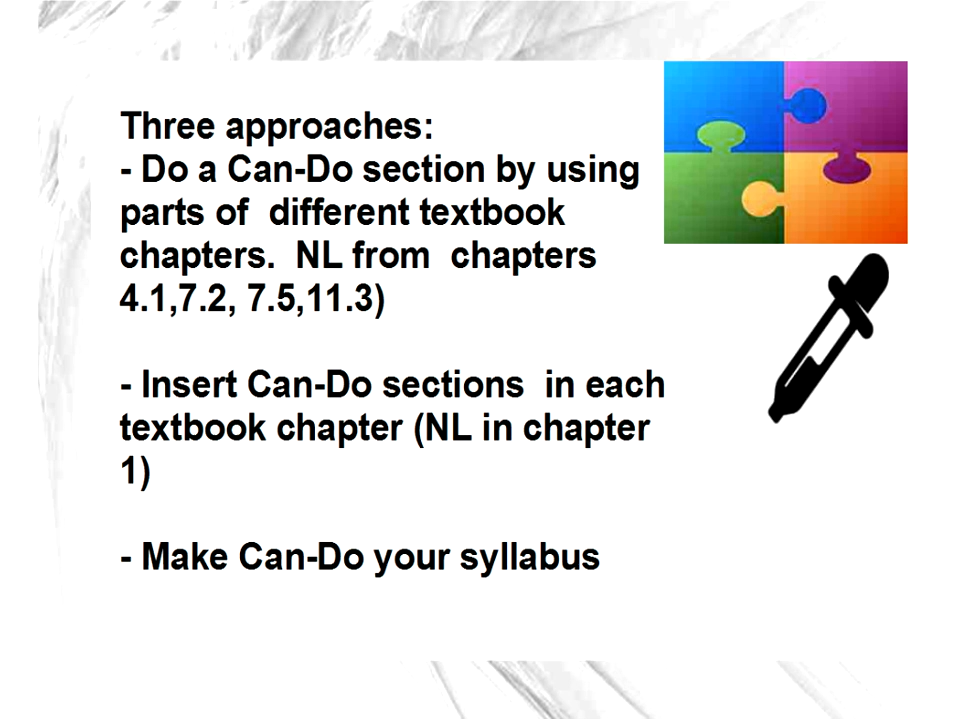 Three approaches:
- Do a Can-Do section by using
parts of  different textbook
chapters.  NL from  chapters
4.1,7.2, 7.5,11.3)
- Insert Can-Do sections  in each
textbook chapter (NL in chapter
1)
- Make Can-Do your syllabus